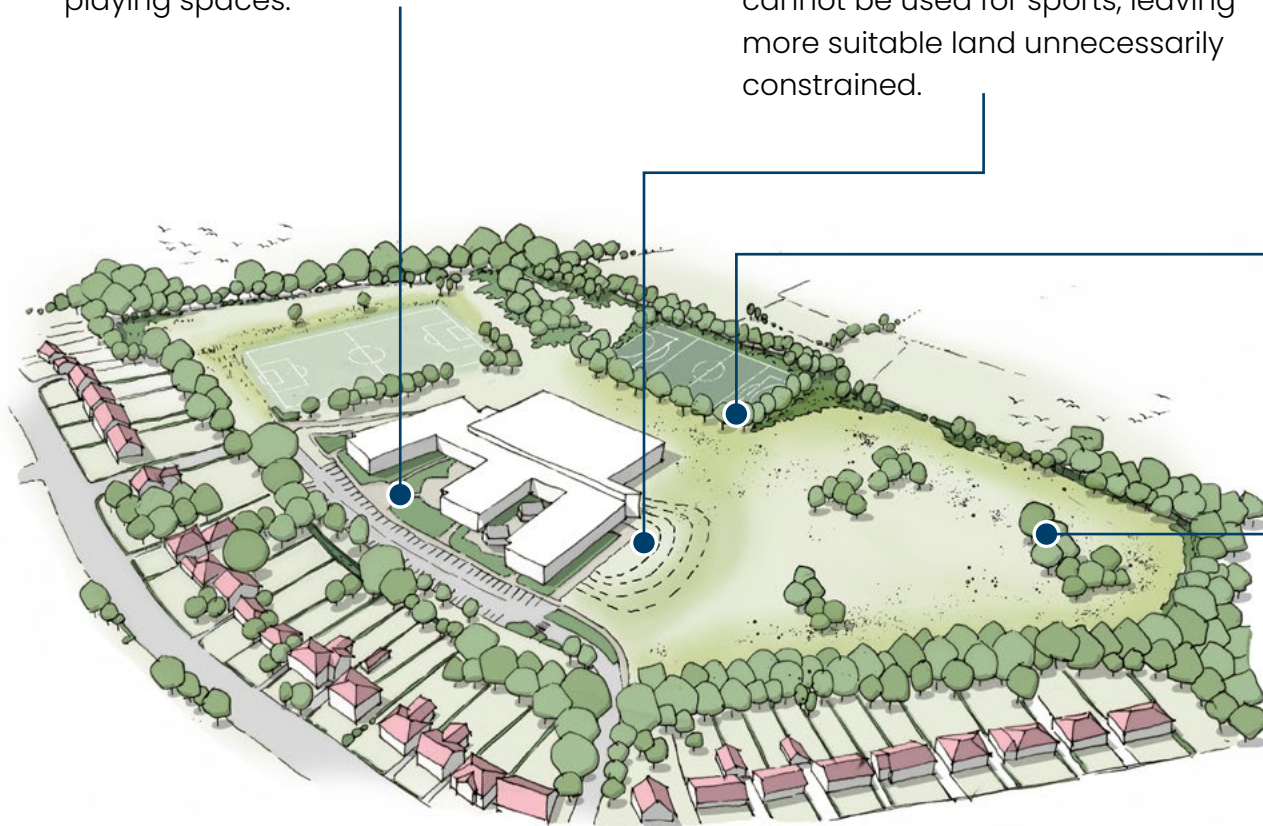 playing spaces.
cannot be used for sports, leaving
more suitable land unnecessarily
constrained.